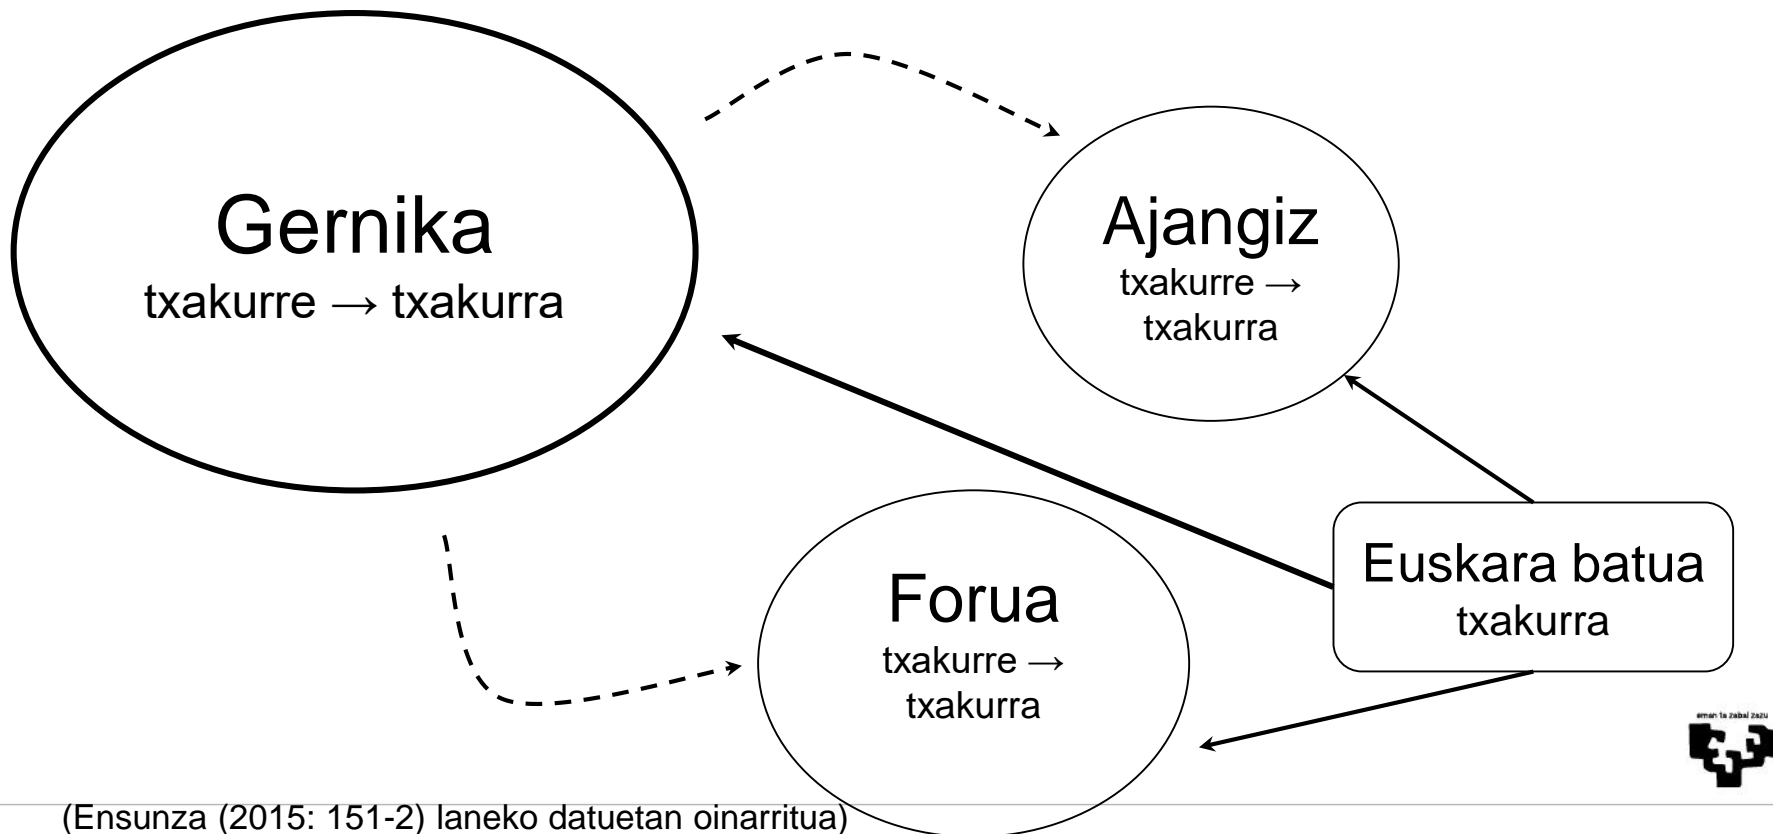 Gernika
txakurre → txakurra
Ajangiz
txakurre →
txakurra
Forua
txakurre →
txakurra
Euskara batua
txakurra
eman ta zabal zazu
(Ensunza (2015: 151-2) laneko datuetan oinarritua)